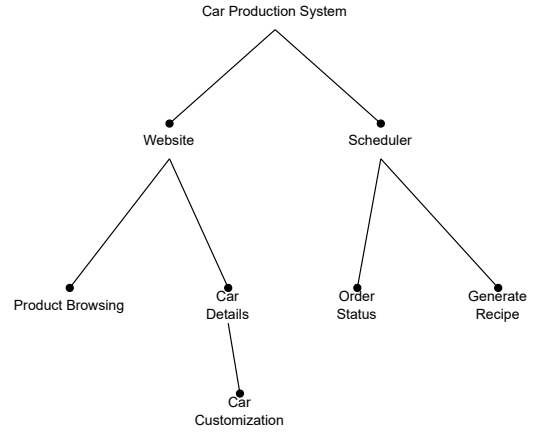 Car Production System
Website
Scheduler
Product Browsing
Car
Details
Order
Status
Generate
Recipe
Car
Customization